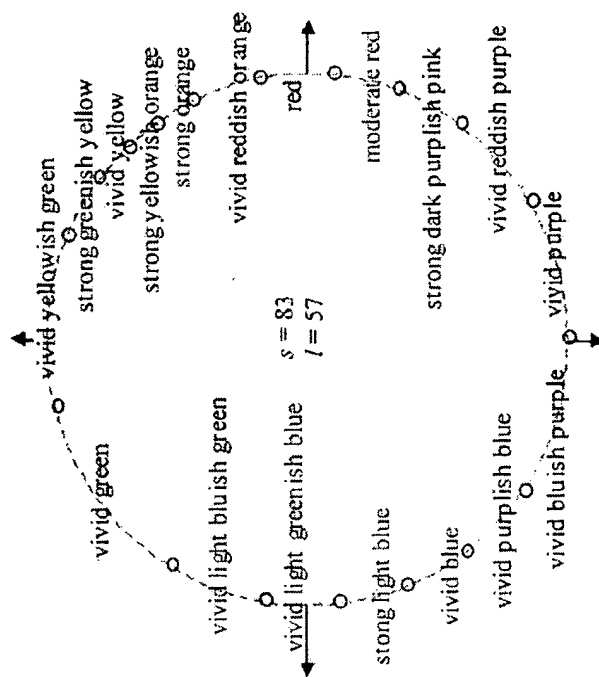 vivid yellowish green
strong greenish yellow
vivid green
vivid yellow
strong yellowish orange
strong orange
vivid light bluish green
vivid reddish orange
s = 83
vivid light greenish blue
red
l = 57
moderate red
stong light blue
strong dark purplish pink
vivid blue
vivid reddish purple
vivid purplish blue
vivid bluish purple
vivid purple